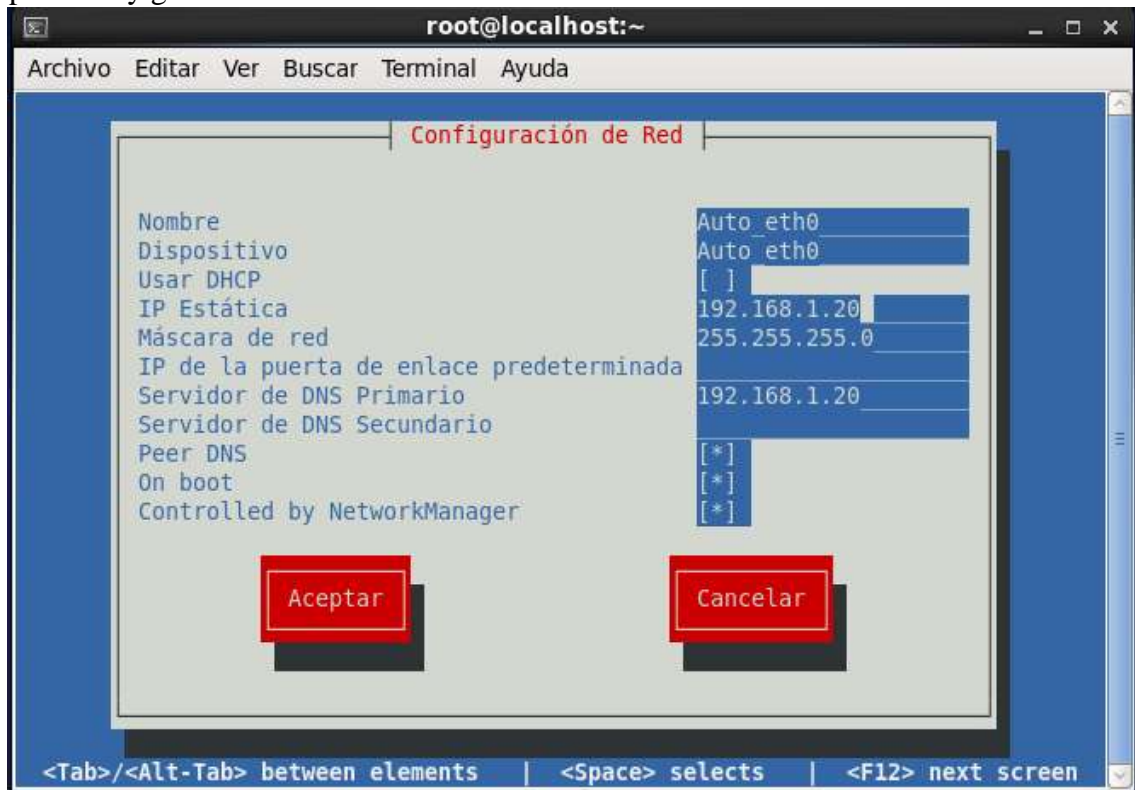 root@localhost:~
Archivo Editar Ver Buscar Terminal Ayuda
Configuración de Red
Nombre Auto_eth0
Dispositivo Auto eth0
Usar DHCP [ ]
IP Estática 192.168.1.20
Máscara de red 255.255.255.0
IP de la puerta de enlace predeterminada
Servidor de DNS Primario 192.168.1.20
Servidor de DNS Secundario
Peer DNS [*]
On boot [*]
Controlled by NetworkManager [*]
Aceptar Cancelar
<Tab>/<Alt-Tab> between elements | <Space> selects | <F12> next screen